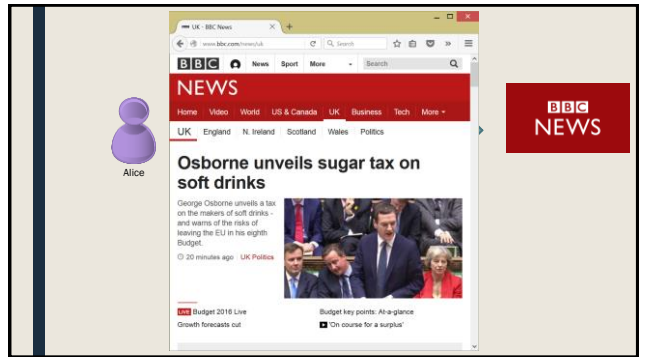 UK - BBC News
www.bbc.com/news/uk
Search
BBC News Sport More Search
NEWS
Home Video World US & Canada UK Business Tech More
UK England N. Ireland Scotland Wales Politics
Osborne unveils sugar tax on
soft drinks
George Osborne unveils a tax
on the makers of soft drinks -
and warns of the risks of
leaving the EU in his eighth
Budget.
20 minutes ago UK Politics
LIVE Budget 2016 Live
Growth forecasts cut
Budget key points: At-a-glance
'On course for a surplus'
Alice
BBC
NEWS